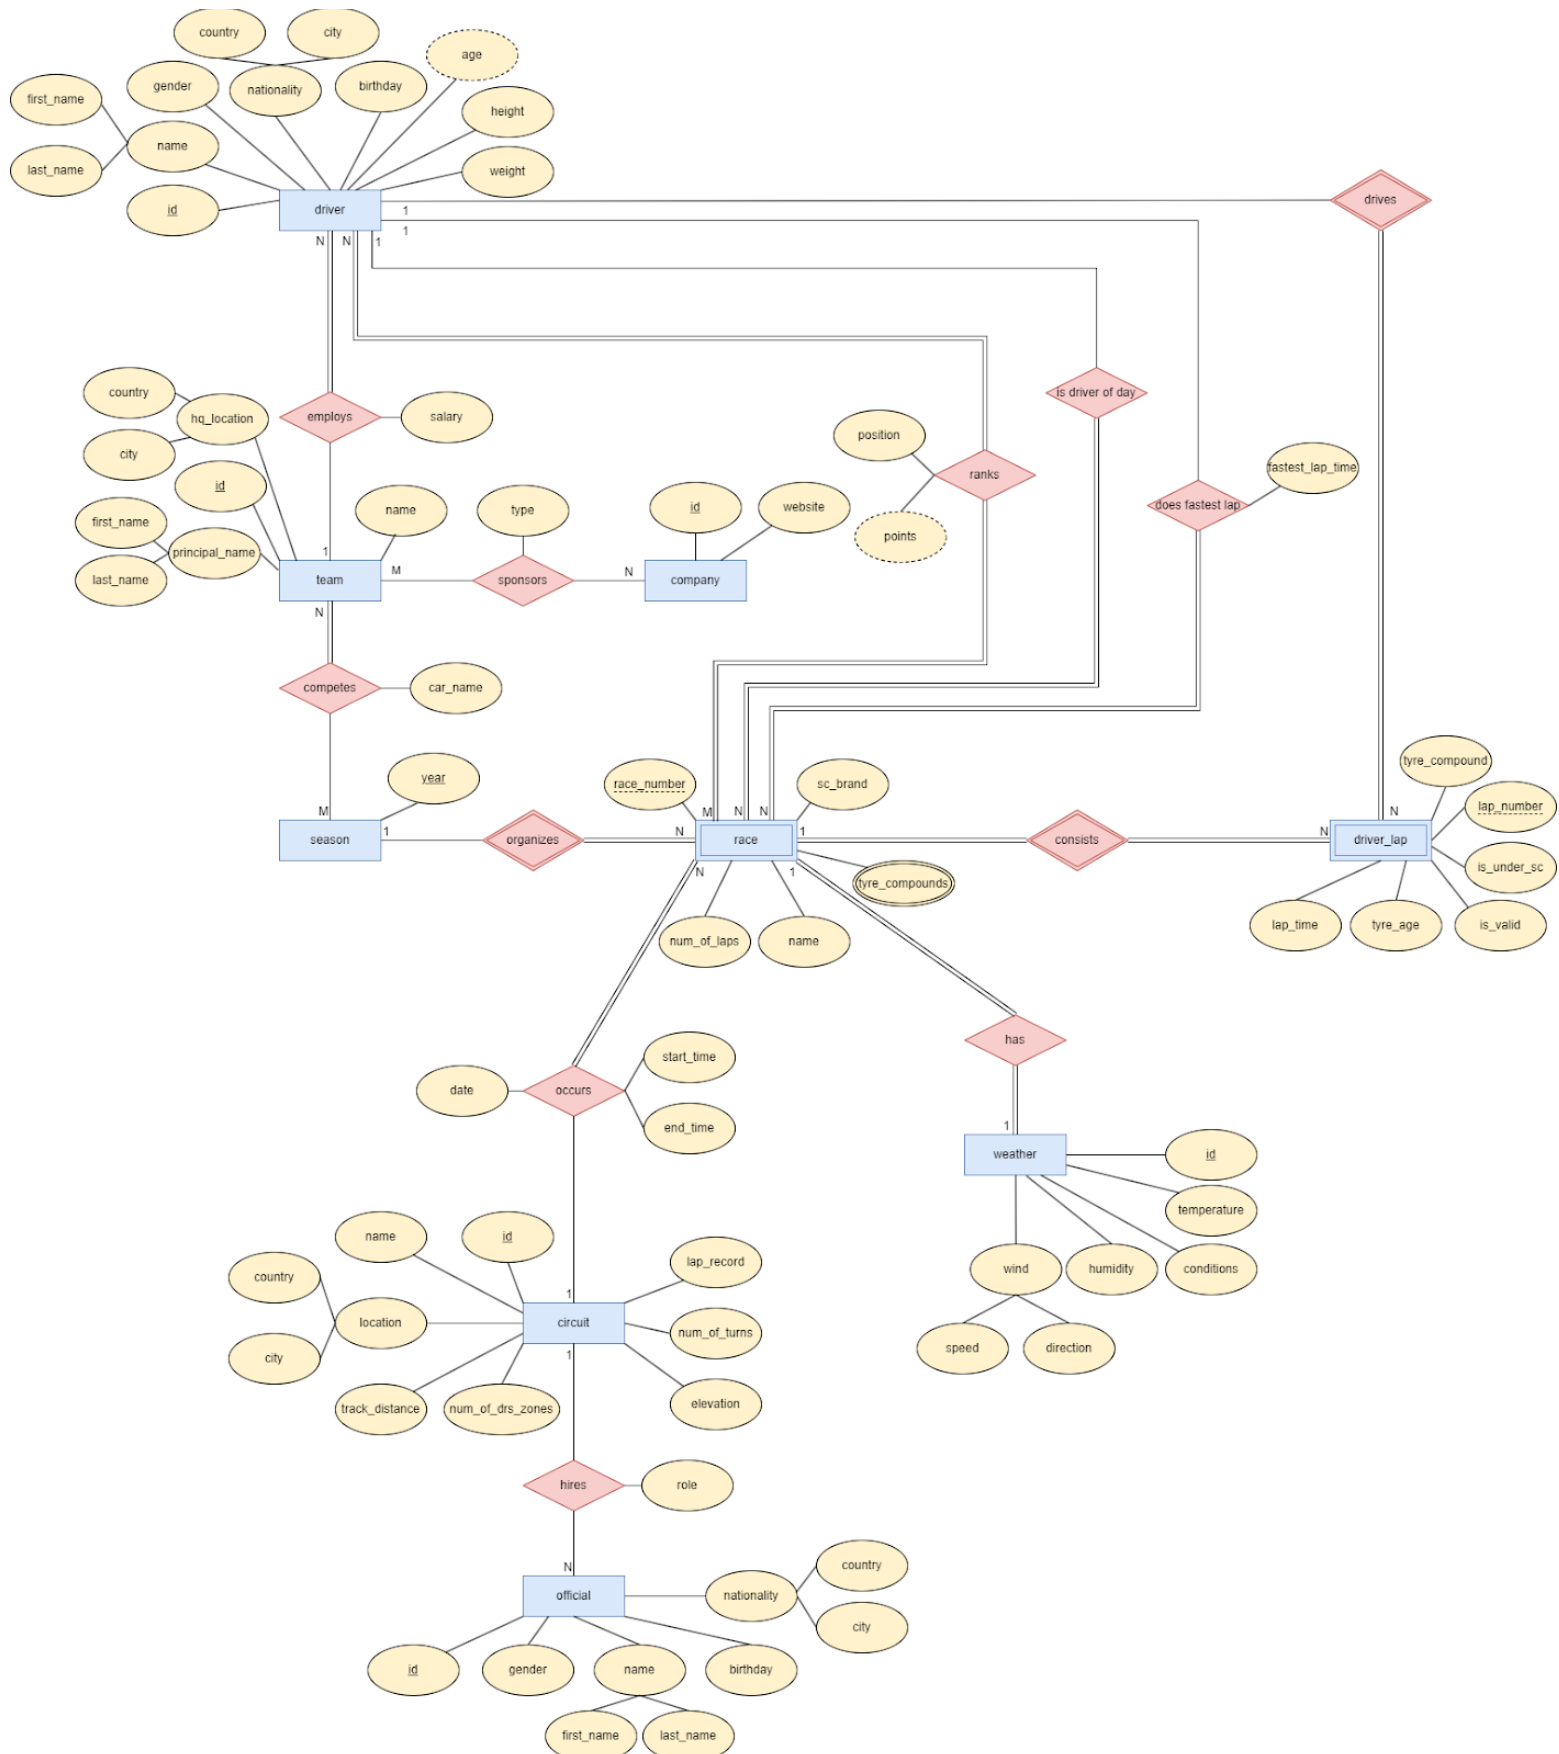 country
city
age
first_name
gender
nationality
birthday
height
name
last_name
weight
id
driver
1
drives
1
N
N
1
country
hq_location
employs
salary
is driver of day
city
position
ranks
fastest_lap_time
id
does fastest lap
first_name
name
type
id
website
points
principal_name
1
last_name
team
M
sponsors
N
company
N
competes
car_name
tyre_compound
year
race_number
sc_brand
lap_number
M
M
N
N
N
season
1
organizes
N
race
1
consists
N
driver_lap
is_under_sc
N
1
tyre_compounds
num_of_laps
name
lap_time
tyre_age
is_valid
has
start_time
date
occurs
end_time
1
weather
id
temperature
name
id
lap_record
wind
humidity
conditions
country
1
location
circuit
num_of_turns
city
1
speed
direction
track_distance
num_of_drs_zones
elevation
hires
role
N
country
official
nationality
city
id
gender
name
birthday
first_name
last_name